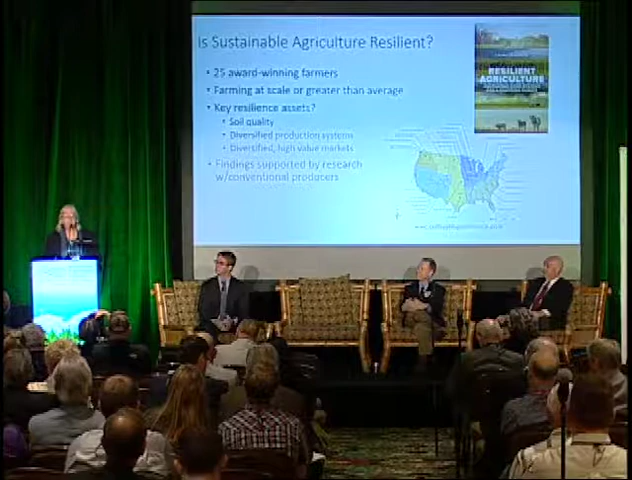 Is Sustainable Agriculture Resilient?
• 25 award-winning farmers
• Farming at scale or greater than average
• Key resilience assets?
• Soil quality
• Diversified production systems
• Diversified, high value markets
• Findings supported by research
w/conventional producers
RESILIENT
AGRICULTURE